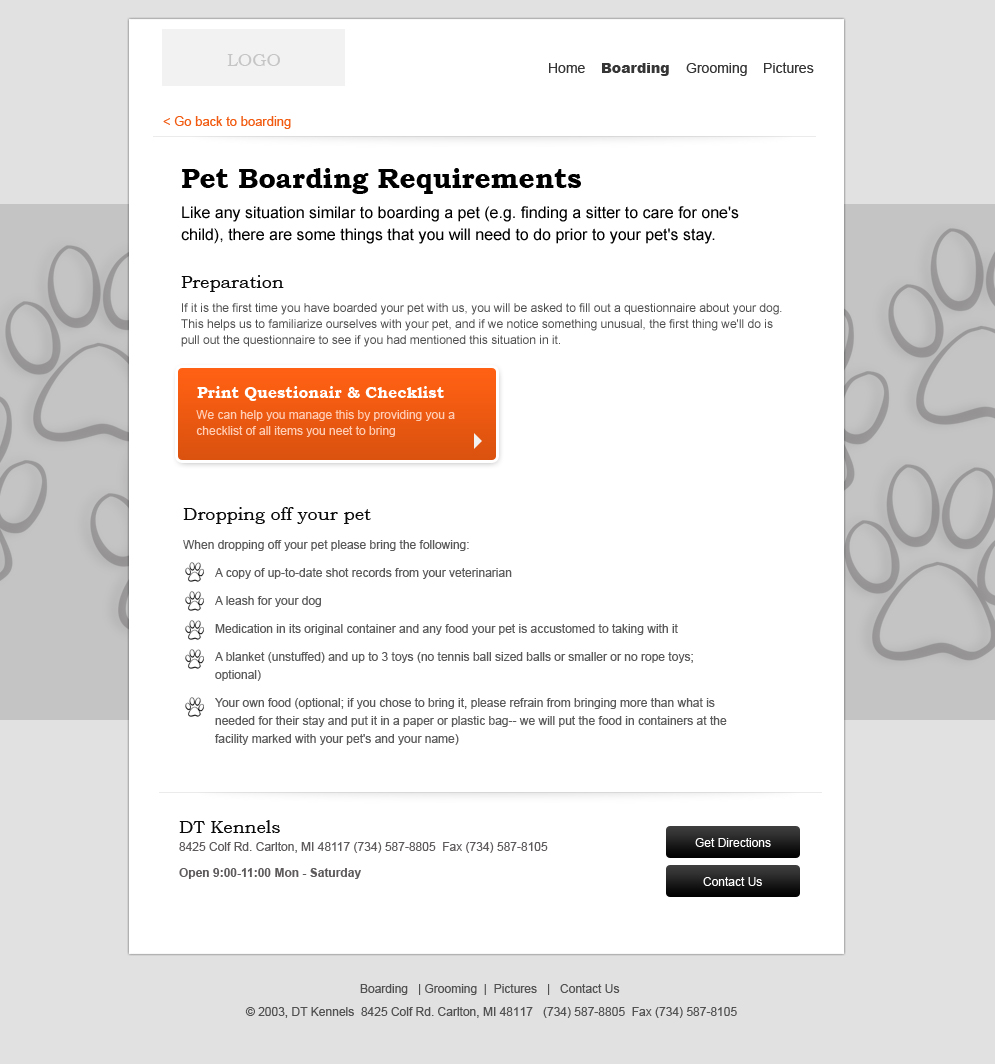 LOGO
Home Boarding Grooming Pictures
< Go back to boarding
Pet Boarding Requirements
Like any situation similar to boarding a pet (e.g. finding a sitter to care for one's
child), there are some things that you will need to do prior to your pet's stay.
Preparation
If it is the first time you have boarded your pet with us, you will be asked to fill out a questionnaire about your dog.
This helps us to familiarize ourselves with your pet, and if we notice something unusual, the first thing we'll do is
pull out the questionnaire to see if you had mentioned this situation in it.
Print Questionair & Checklist
We can help you manage this by providing you a
checklist of all items you neet to bring
Dropping off your pet
When dropping off your pet please bring the following:
A copy of up-to-date shot records from your veterinarian
A leash for your dog
Medication in its original container and any food your pet is accustomed to taking with it
A blanket (unstuffed) and up to 3 toys (no tennis ball sized balls or smaller or no rope toys;
optional)
Your own food (optional; if you chose to bring it, please refrain from bringing more than what is
needed for their stay and put it in a paper or plastic bag-- we will put the food in containers at the
facility marked with your pet's and your name)
DT Kennels
8425 Colf Rd. Carlton, MI 48117 (734) 587-8805 Fax (734) 587-8105
Open 9:00-11:00 Mon - Saturday
Get Directions
Contact Us
Boarding | Grooming | Pictures | Contact Us
© 2003, DT Kennels 8425 Colf Rd. Carlton, MI 48117 (734) 587-8805 Fax (734) 587-8105